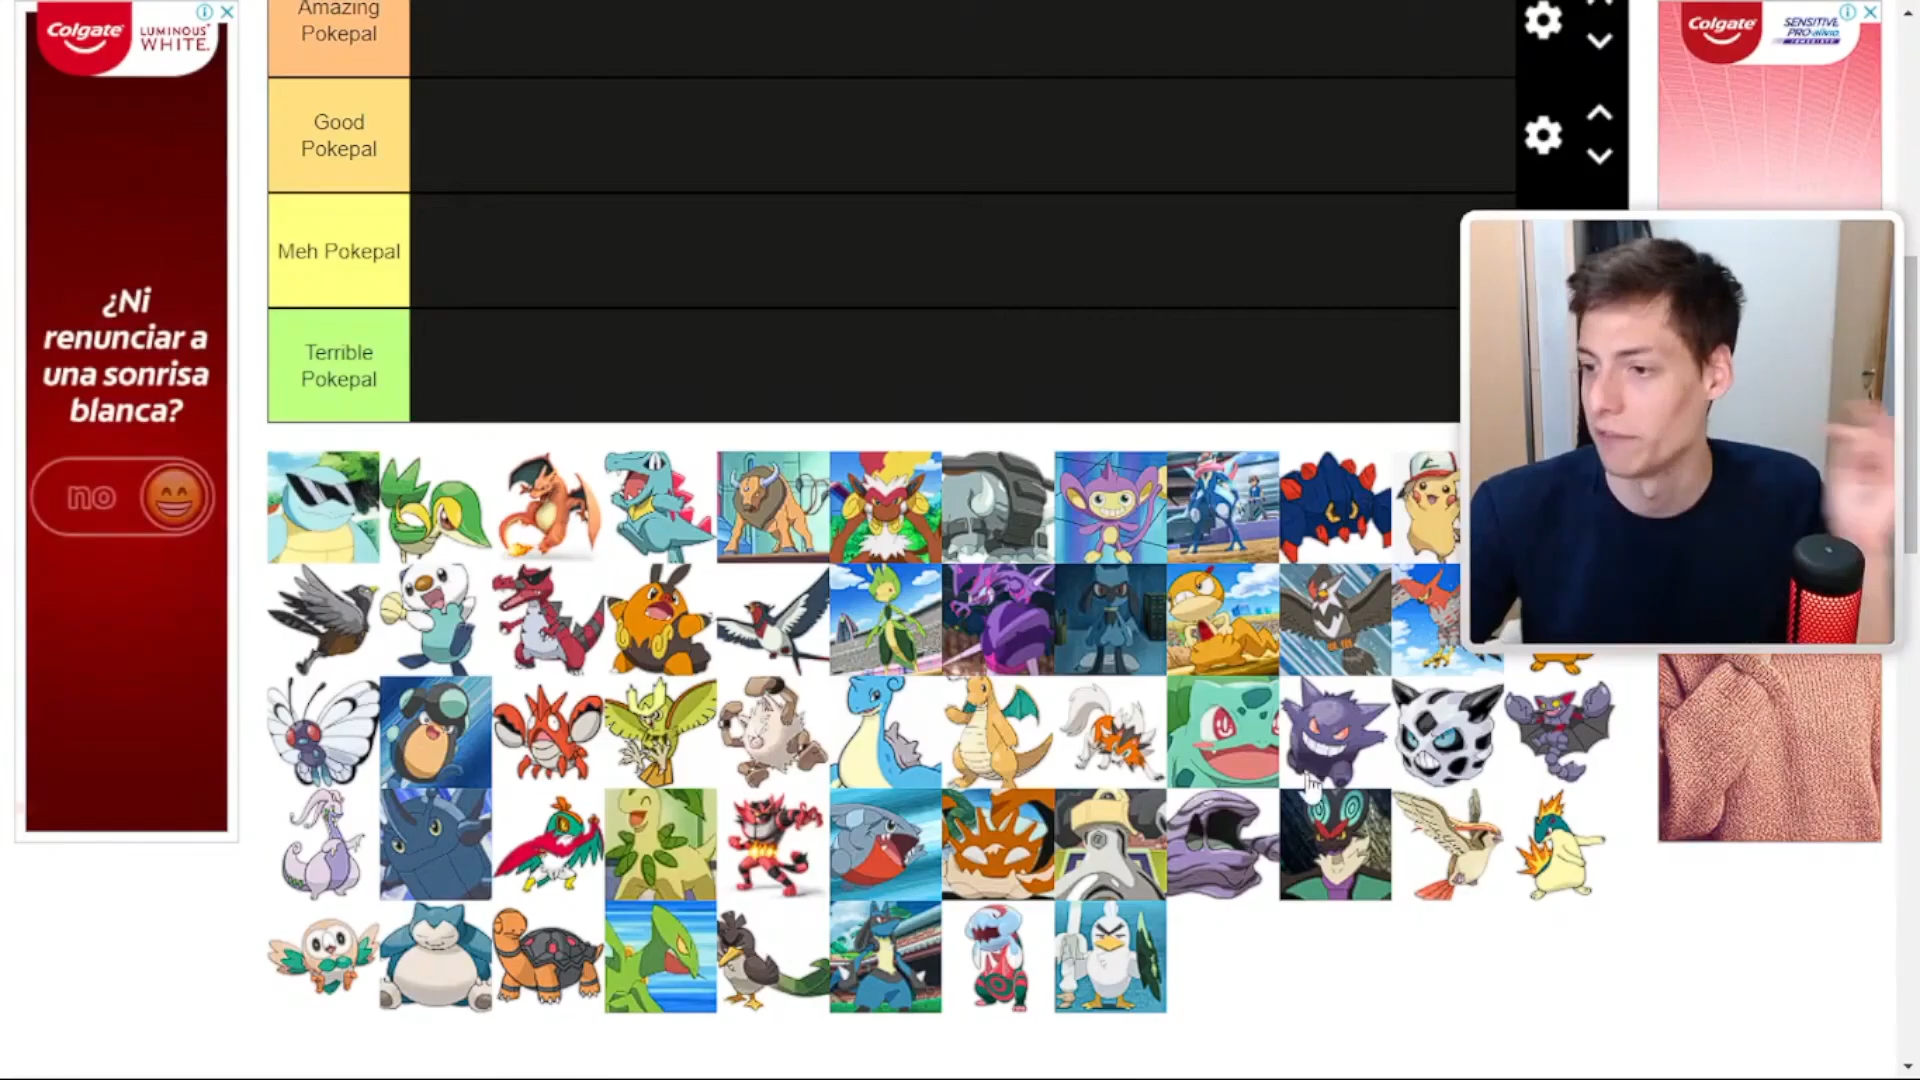 Colgate
LUMINOUS
WHITE.
¿Ni
renunciar a
una sonrisa
blanca?
no
Amazing
Pokepal
Good
Pokepal
Meh Pokepal
Terrible
Pokepal
Colgate
SENSITIVE
PRO-alivio
INMEDIATO